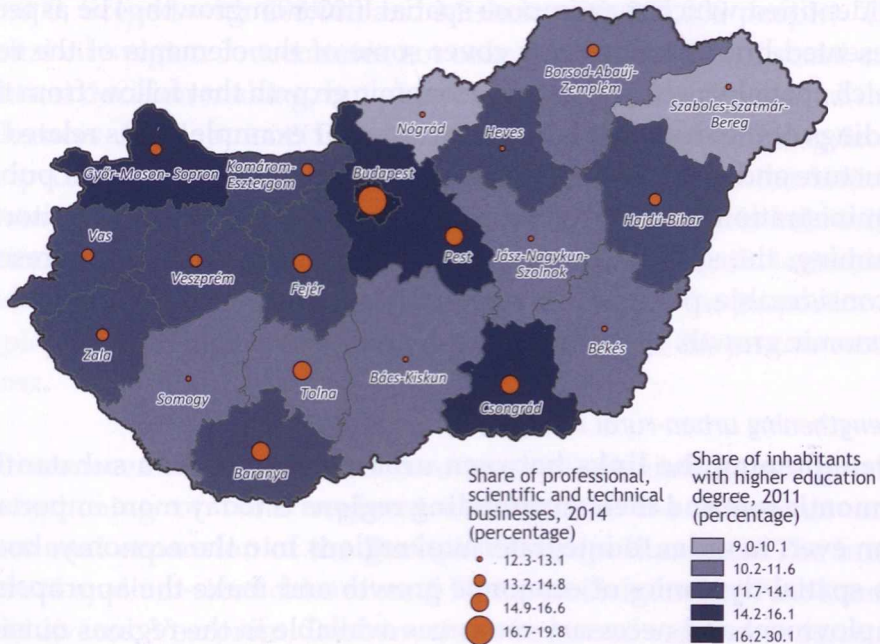 Borsod-Abaúj-
Zemplém
Szabolcs-Szatmár-
Bereg
Nógrád
Heves
Győr-Moson- Sopron
Komárom-
Esztergom
Budapest
Hajdú-Bihar
Vas
Veszprém
Fejér
Pest
Jász-Nagykun-
Szolnok
Zala
Somogy
Tolna
Bács-Kiskun
Békés
Csongrád
Baranya
Share of professional,
scientific and technical
businesses, 2014
(percentage)
12.3-13.1
13.2-14.8
14.9-16.6
16.7-19.8
Share of inhabitants
with higher education
degree, 2011
(percentage)
9.0-10.1
10.2-11.6
11.7-14.1
14.2-16.1
16.2-30.1